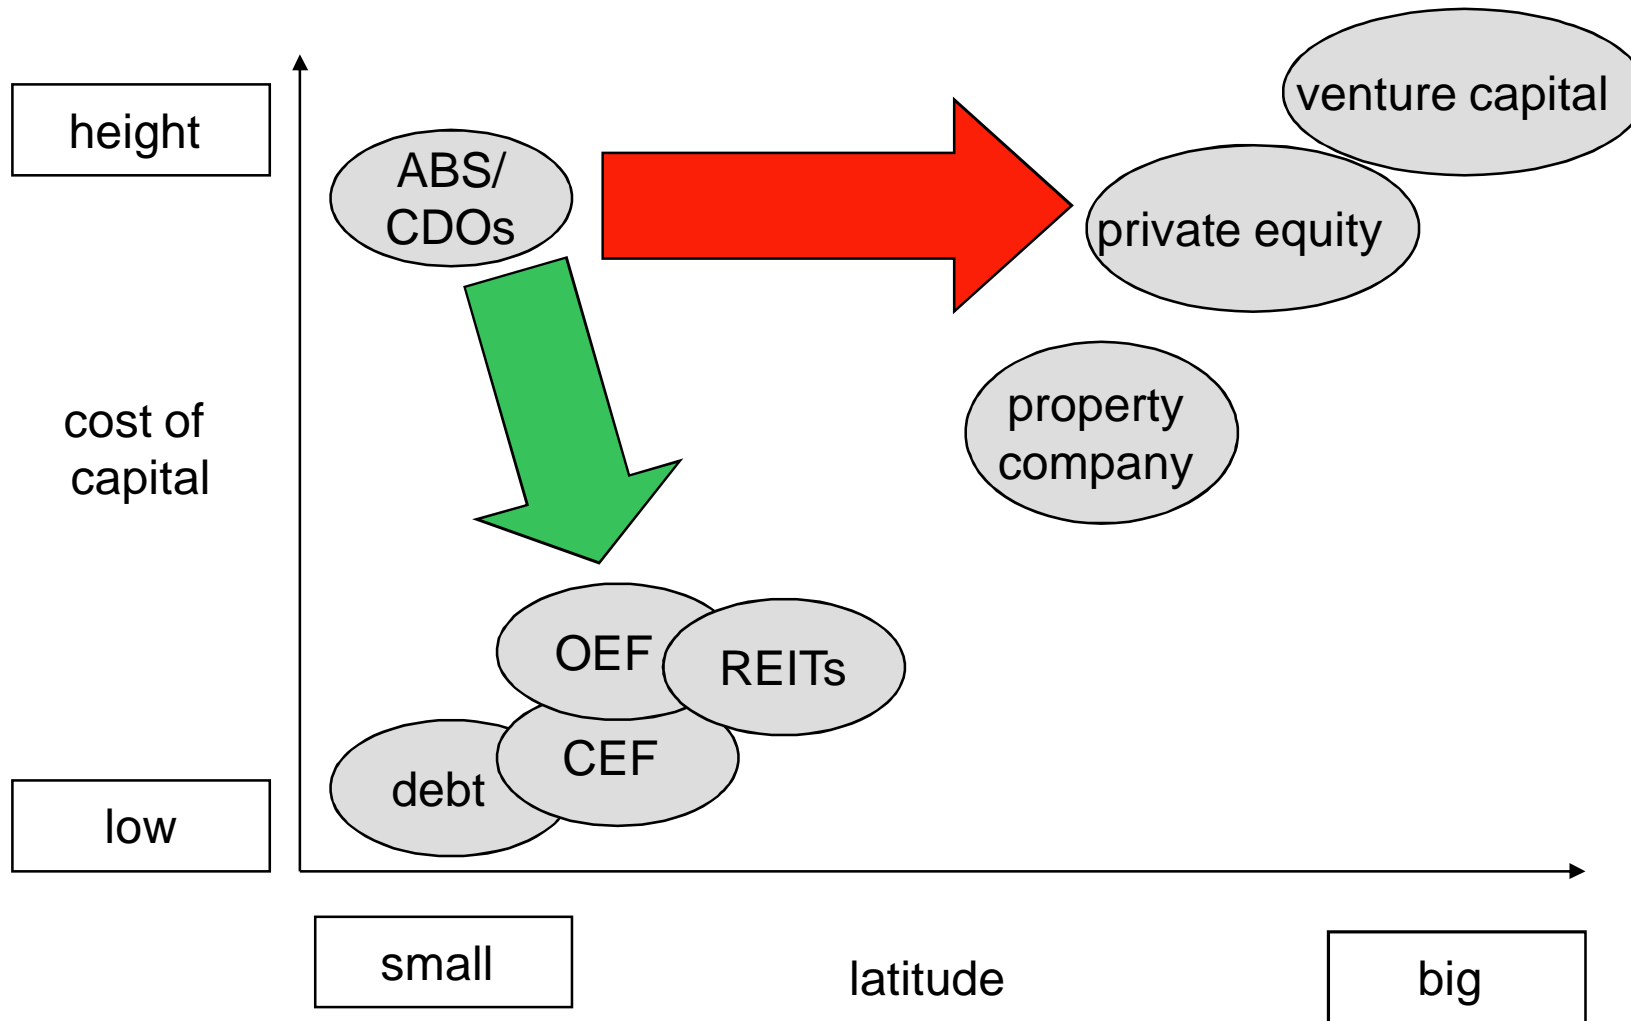 venture capital
height
ABS/
CDOs
private equity
property
company
cost of
capital
OEF
REITs
CEF
debt
low
small
latitude
big